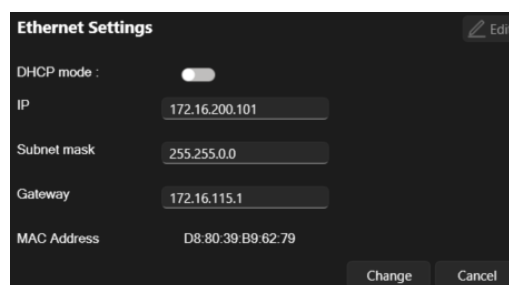 Ethernet Settings
DHCP mode :
IP 172.16.200.101
Subnet mask 255.255.0.0
Gateway 172.16.115.1
MAC Address D8:80:39:B9:62:79
Change Cancel